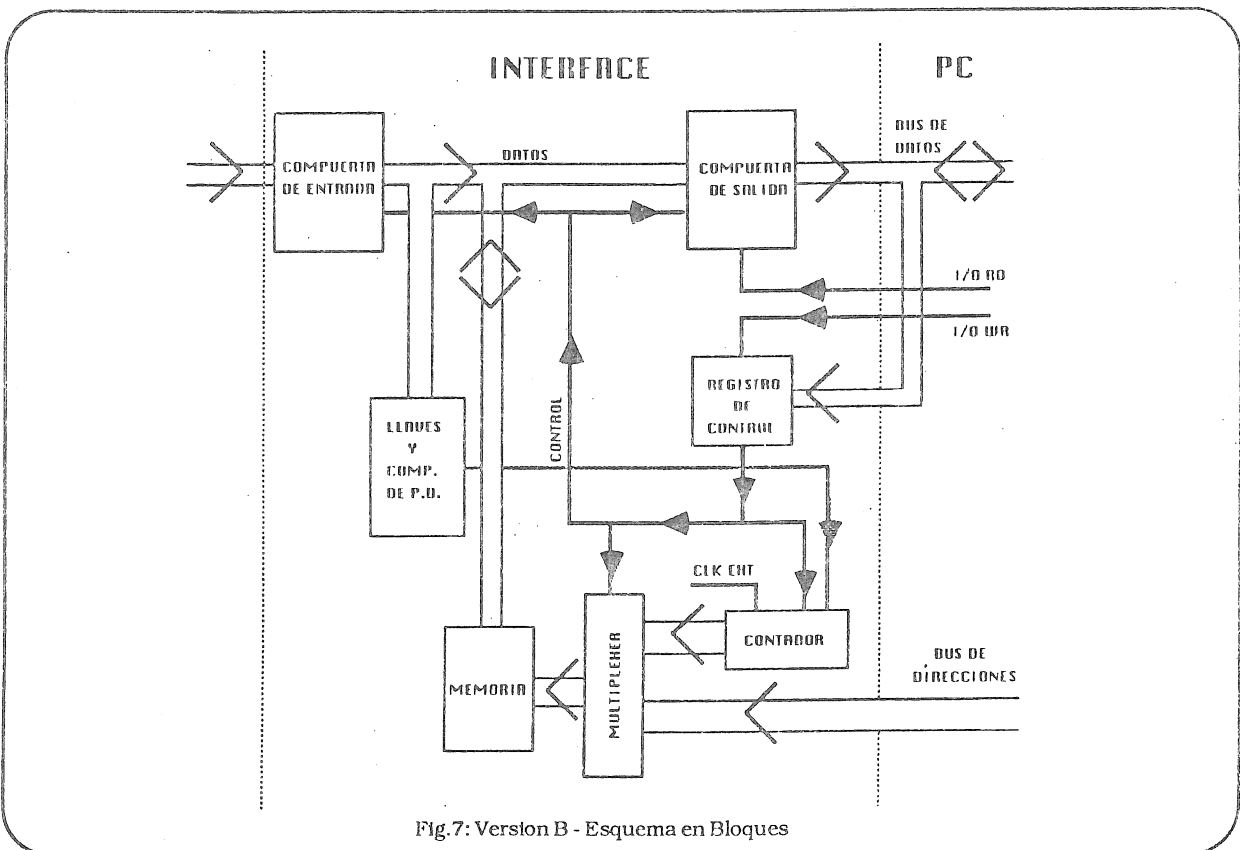 INTERFACE
PC
BUS DE
DATOS
COMPUERTA
DE ENTRADA
DATOS
COMPUERTA
DE SALIDA
I/O RD
I/O WR
REGISTRO
DE
CONTROL
LLAVES
Y
COMP.
DE P.D.
CONTROL
CLK EXT
CONTADOR
MULTIPLEXER
MEMORIA
BUS DE
DIRECCIONES
Fig.7: Version B - Esquema en Bloques